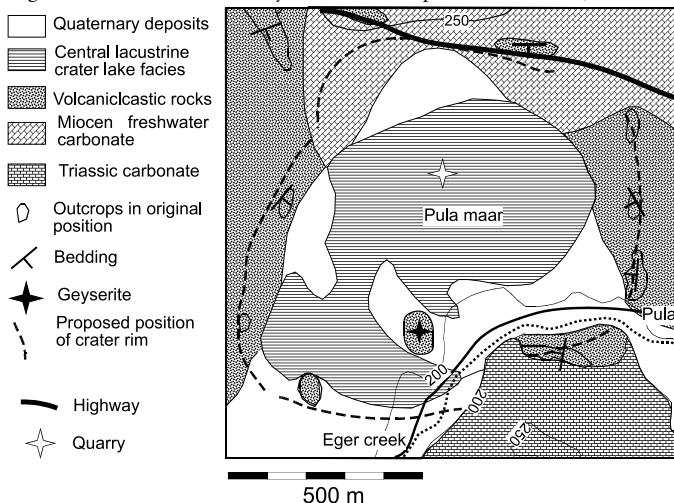 Quaternary deposits
Central lacustrine
crater lake facies
Volcaniclcastic rocks
Miocen freshwater
carbonate
Triassic carbonate
Outcrops in original
position
Bedding
Geyserite
Proposed position
of crater rim
Highway
Quarry
250
Pula maar
Pula
200
200
250
Eger creek
500 m